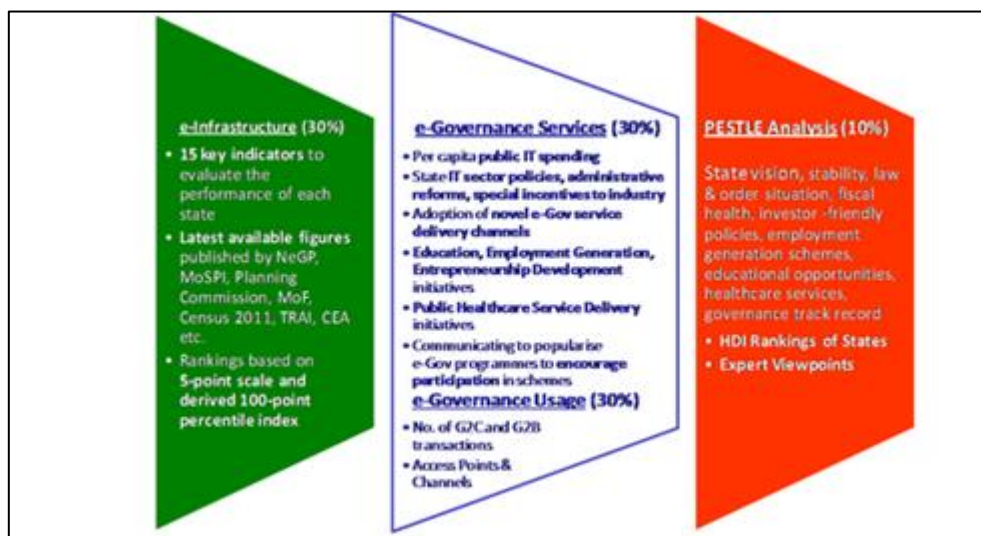 e-Infrastructure (30%)
• 15 key indicators to
evaluate the
performance of each
state
• Latest available figures
published by NeGP,
MoSPI, Planning
Commission, MoF,
Census 2011, TRAI, CEA
etc.
• Rankings based on
5-point scale and
derived 100-point
percentile index
e-Governance Services (30%)
• Per capita public IT spending
• State IT sector policies, administrative
reforms, special incentives to industry
• Adoption of novel e-Gov service
delivery channels
• Education, Employment Generation,
Entrepreneurship Development
initiatives
• Public Healthcare Service Delivery
initiatives
• Communicating to popularise
e-Gov programmes to encourage
participation in schemes
e-Governance Usage (30%)
• No. of G2C and G2B
transactions
• Access Points &
Channels
PESTLE Analysis (10%)
State vision, stability, law
& order situation, fiscal
health, investor -friendly
policies, employment
generation schemes,
educational opportunities,
healthcare services,
governance track record
• HDI Rankings of States
• Expert Viewpoints